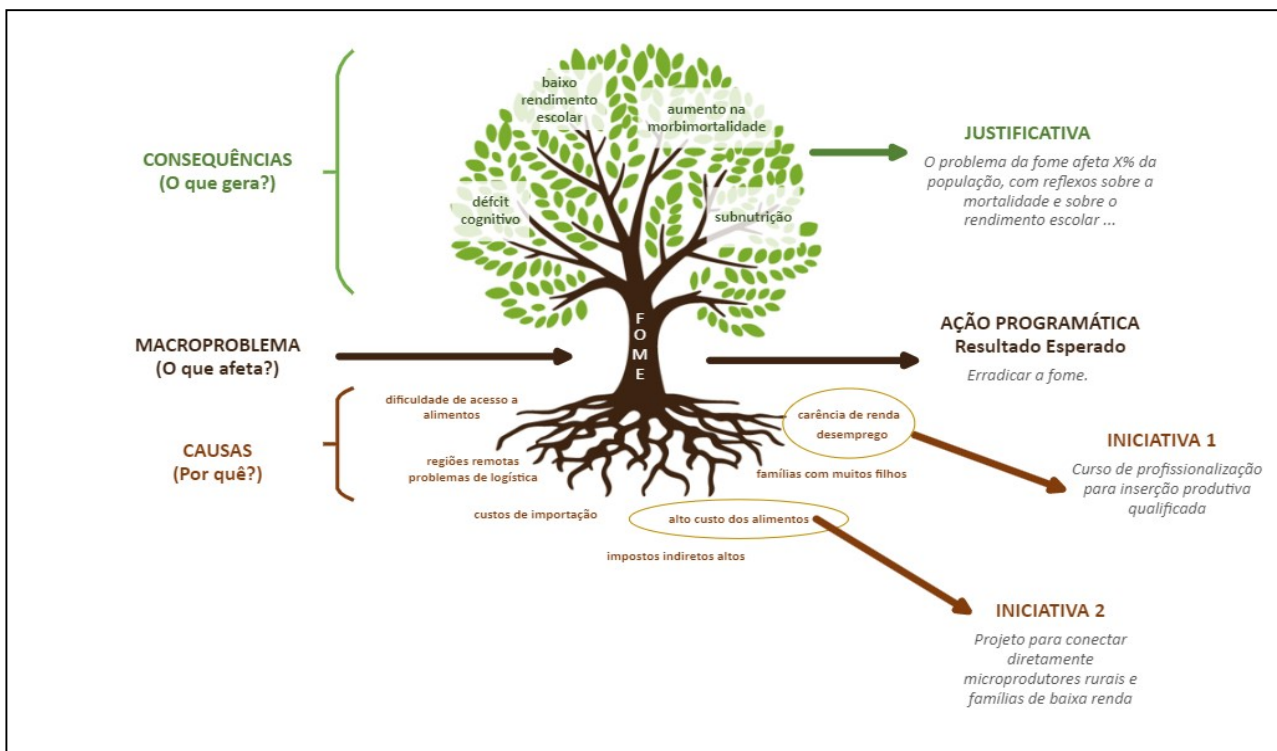 baixo
rendimento
escolar
aumento na
morbimortalidade
défcit
cognitivo
subnutrição
CONSEQUÊNCIAS
(O que gera?)
JUSTIFICATIVA
O problema da fome afeta X% da
população, com reflexos sobre a
mortalidade e sobre o
rendimento escolar ...
MACROPROBLEMA
(O que afeta?)
FOME
AÇÃO PROGRAMÁTICA
Resultado Esperado
Erradicar a fome.
CAUSAS
(Por quê?)
dificuldade de acesso a
alimentos
carência de renda
desemprego
regiões remotas
problemas de logística
famílias com muitos filhos
custos de importação
alto custo dos alimentos
impostos indiretos altos
INICIATIVA 1
Curso de profissionalização
para inserção produtiva
qualificada
INICIATIVA 2
Projeto para conectar
diretamente
microprodutores rurais e
famílias de baixa renda